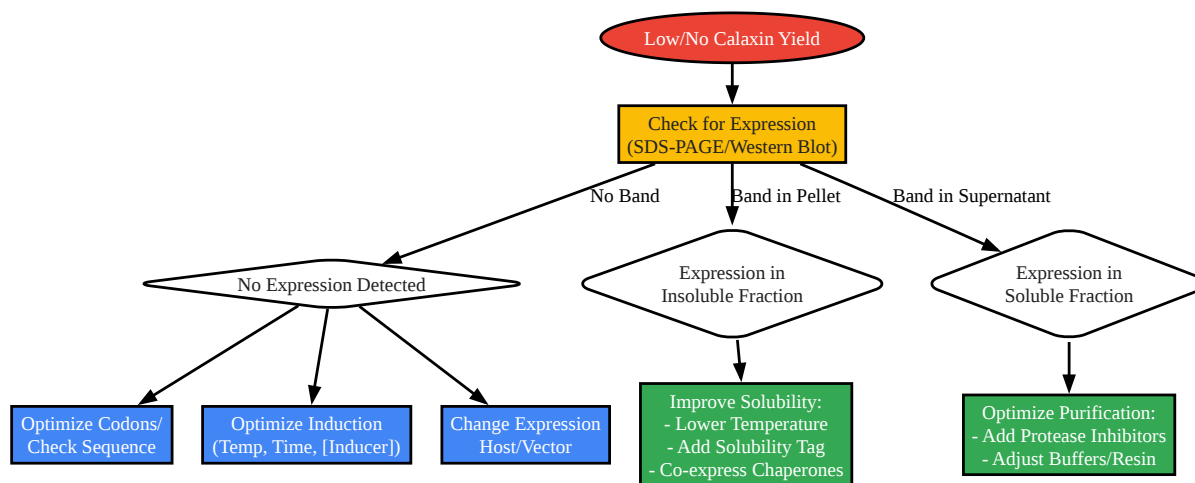 Low/No Calaxin Yield
Check for Expression
(SDS-PAGE/Western Blot)
No Band
Band in Pellet
Band in Supernatant
No Expression Detected
Expression in
Insoluble Fraction
Expression in
Soluble Fraction
Optimize Codons/
Check Sequence
Optimize Induction
(Temp, Time, [Inducer])
Change Expression
Host/Vector
Improve Solubility:
- Lower Temperature
- Add Solubility Tag
- Co-express Chaperones
Optimize Purification:
- Add Protease Inhibitors
- Adjust Buffers/Resin